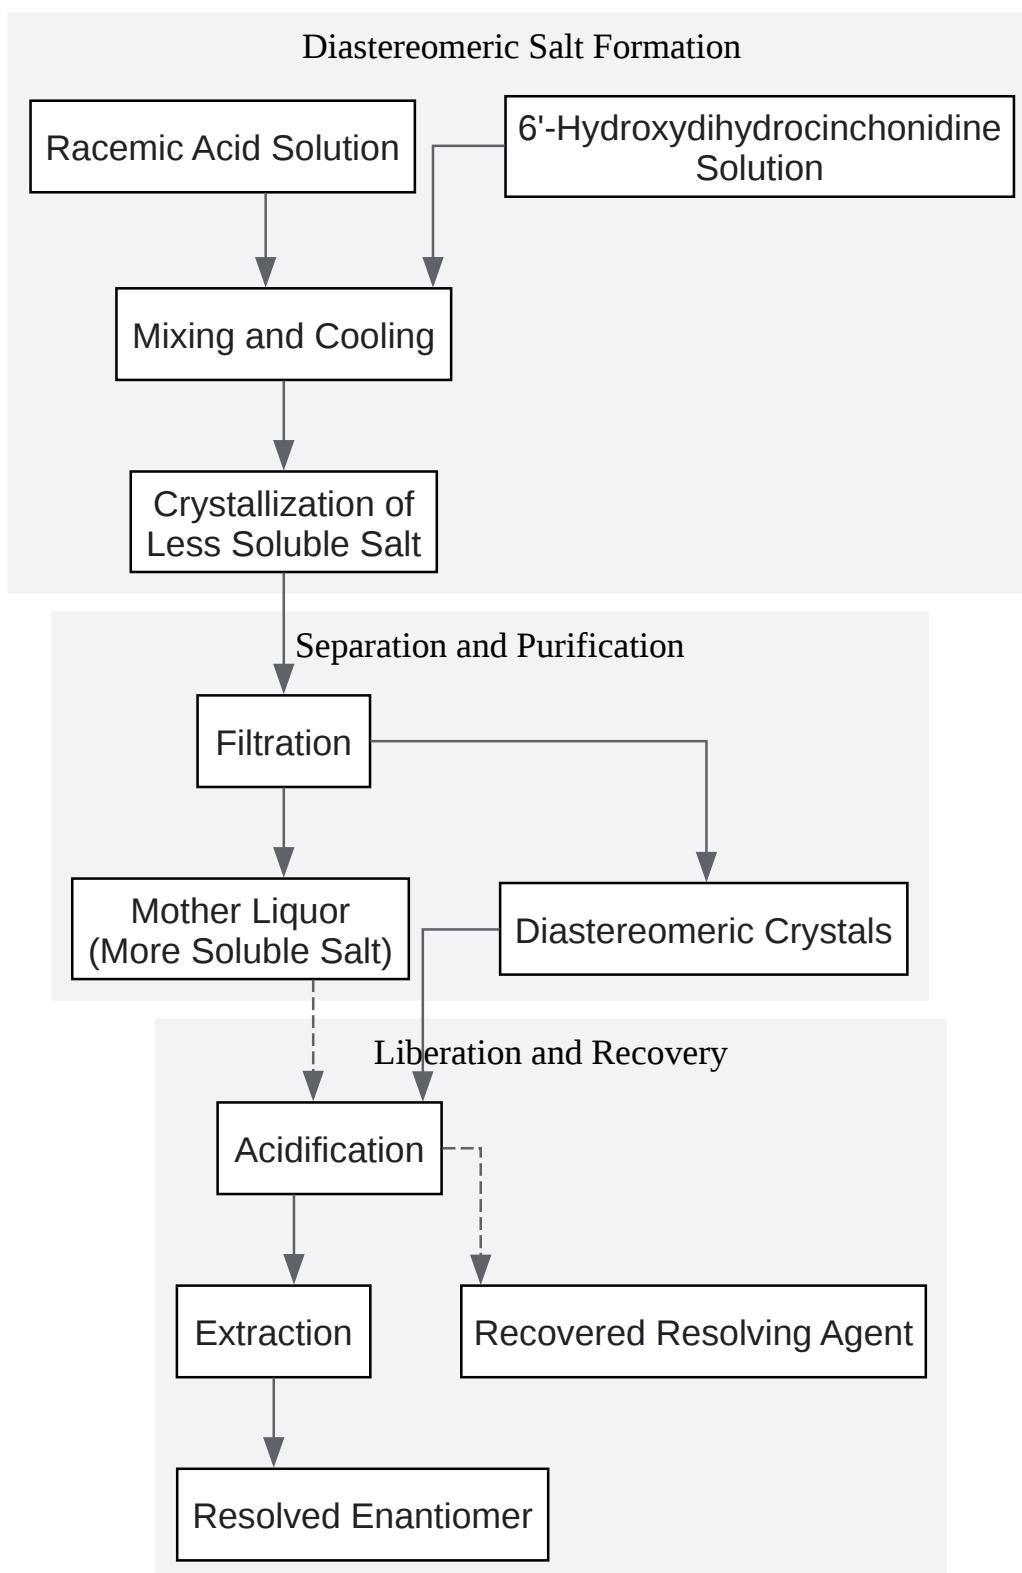 Diastereomeric Salt Formation
Racemic Acid Solution
6'-Hydroxydihydrocinchonidine
Solution
Mixing and Cooling
Crystallization of
Less Soluble Salt
Separation and Purification
Filtration
Mother Liquor
(More Soluble Salt)
Diastereomeric Crystals
Liberation and Recovery
Acidification
Extraction
Recovered Resolving Agent
Resolved Enantiomer